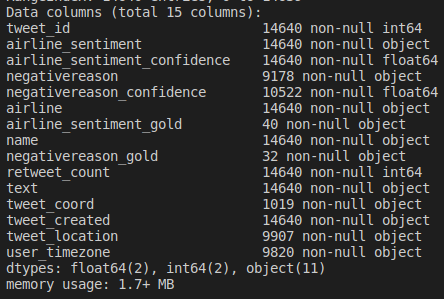 Data columns (total 15 columns):
tweet_id 14640 non-null int64
airline_sentiment 14640 non-null object
airline_sentiment_confidence 14640 non-null float64
negativereason 9178 non-null object
negativereason_confidence 10522 non-null float64
airline 14640 non-null object
airline_sentiment_gold 40 non-null object
name 14640 non-null object
negativereason_gold 32 non-null object
retweet_count 14640 non-null int64
text 14640 non-null object
tweet_coord 1019 non-null object
tweet_created 14640 non-null object
tweet_location 9907 non-null object
user_timezone 9820 non-null object
dtypes: float64(2), int64(2), object(11)
memory usage: 1.7+ MB